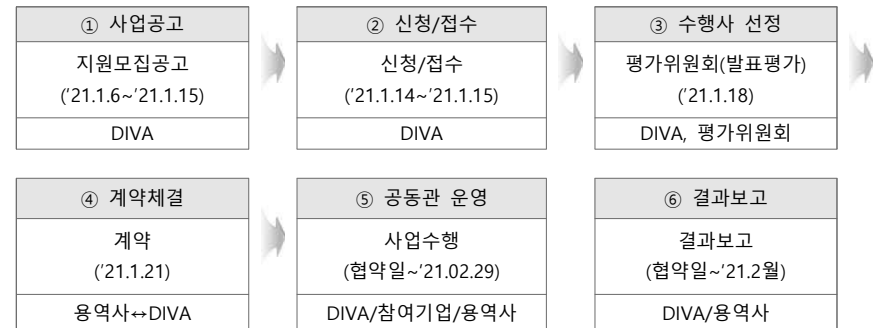 ① 사업공고
지원모집공고
('21.1.6~'21.1.15)
DIVA
② 신청/접수
신청/접수
('21.1.14~'21.1.15)
DIVA
③ 수행사 선정
평가위원회(발표평가)
('21.1.18)
DIVA, 평가위원회
④ 계약체결
계약
('21.1.21)
용역사↔DIVA
⑤ 공동관 운영
사업수행
(협약일~'21.02.29)
DIVA/참여기업/용역사
⑥ 결과보고
결과보고
(협약일~'21.2월)
DIVA/용역사